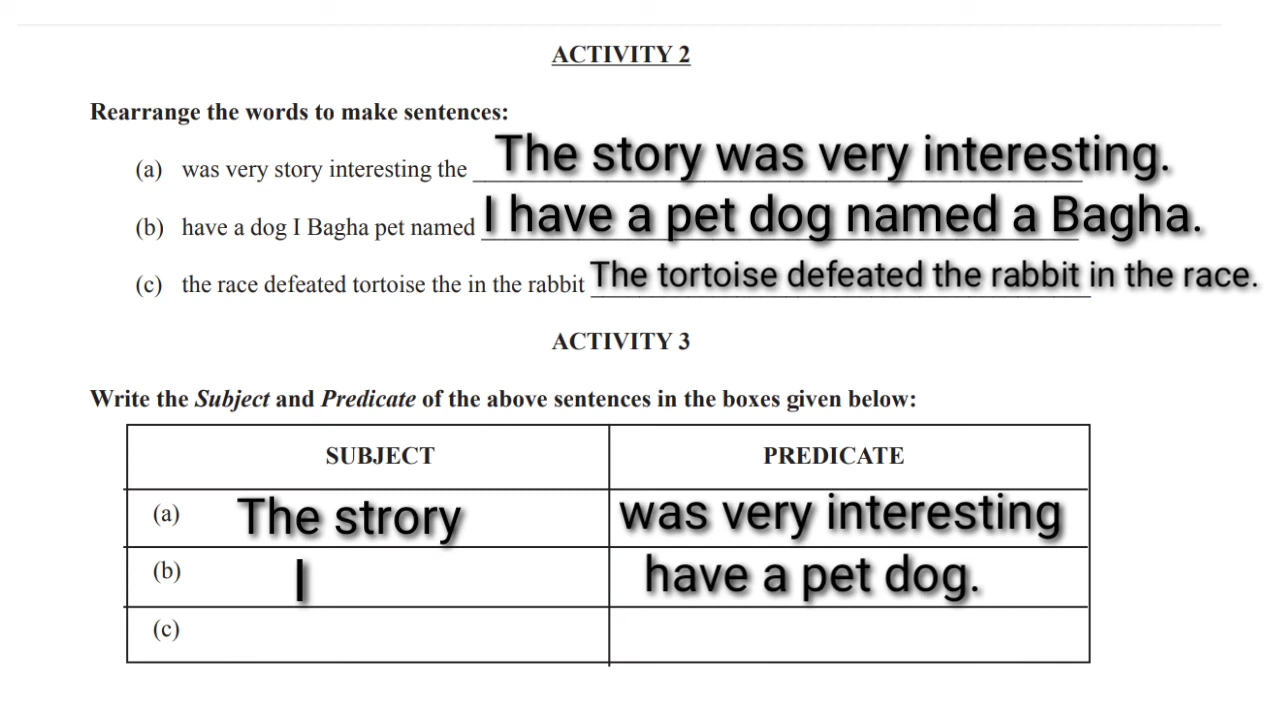 ACTIVITY 2
Rearrange the words to make sentences:
(a) was very story interesting the The story was very interesting.
(b) have a dog I Bagha pet named I have a pet dog named a Bagha.
(c) the race defeated tortoise the in the rabbit The tortoise defeated the rabbit in the race.
ACTIVITY 3
Write the Subject and Predicate of the above sentences in the boxes given below:
SUBJECT PREDICATE
(a) The strory was very interesting
(b) I have a pet dog.
(c)